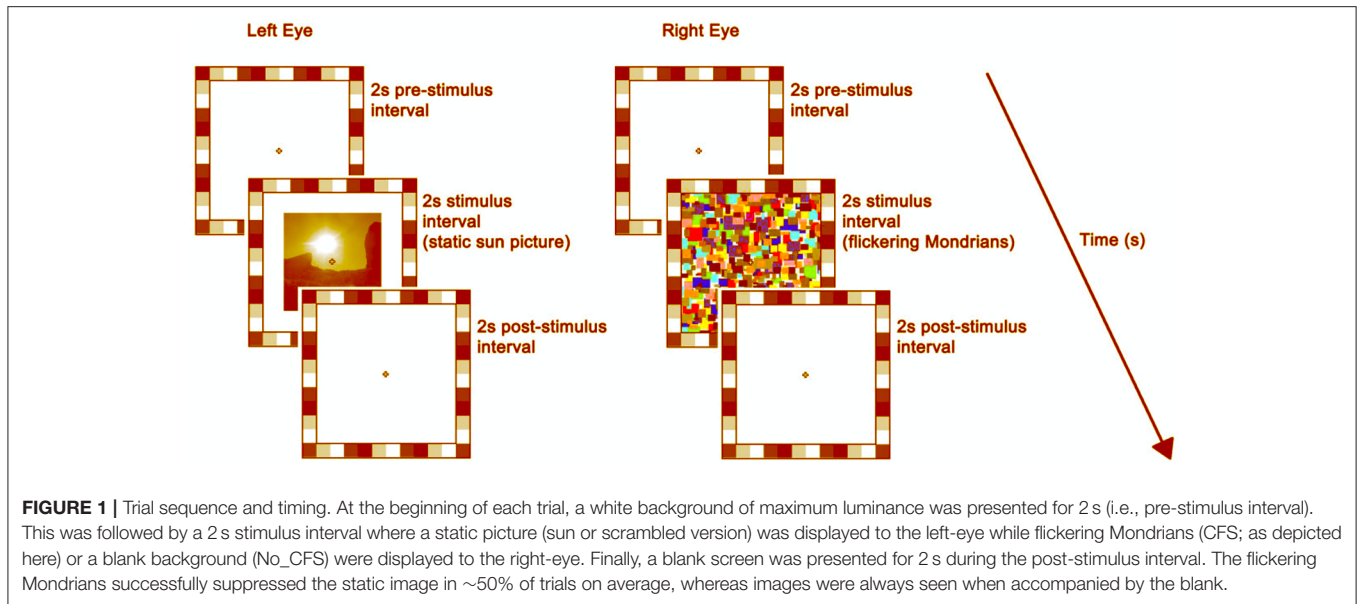 Left Eye
Right Eye
2s pre-stimulus
interval
2s pre-stimulus
interval
2s stimulus
interval
(static sun picture)
2s stimulus
interval
(flickering Mondrians)
Time (s)
2s post-stimulus
interval
2s post-stimulus
interval
FIGURE 1 | Trial sequence and timing. At the beginning of each trial, a white background of maximum luminance was presented for 2 s (i.e., pre-stimulus interval).
This was followed by a 2 s stimulus interval where a static picture (sun or scrambled version) was displayed to the left-eye while flickering Mondrians (CFS; as depicted
here) or a blank background (No_CFS) were displayed to the right-eye. Finally, a blank screen was presented for 2 s during the post-stimulus interval. The flickering
Mondrians successfully suppressed the static image in ∼50% of trials on average, whereas images were always seen when accompanied by the blank.